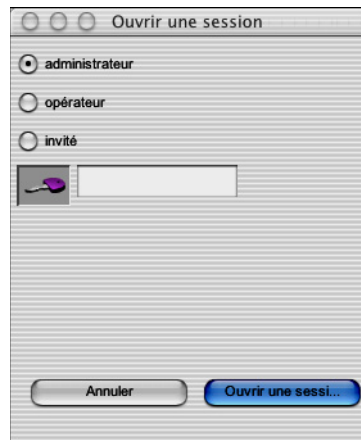 Ouvrir une session
administrateur
opérateur
invité
Annuler Ouvrir une sessi...